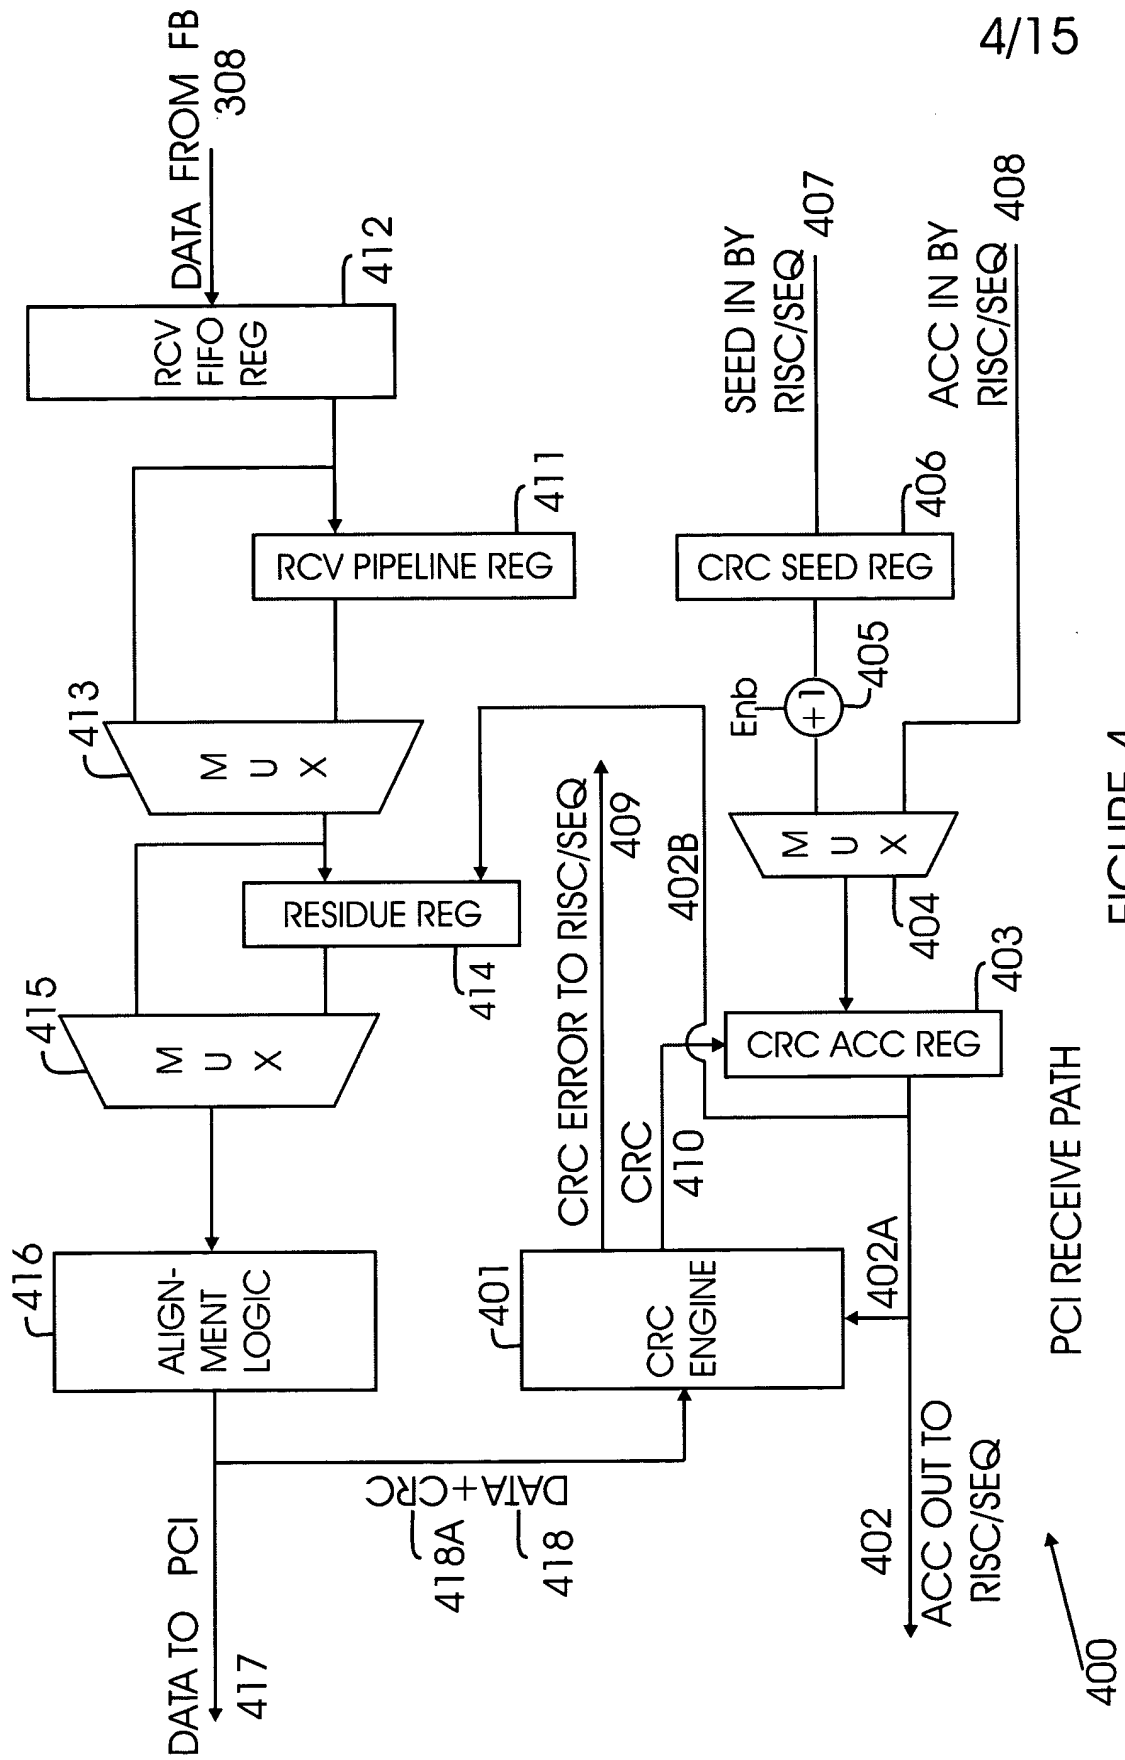 4/15
DATA FROM FB
308
RCV
FIFO
REG
412
RCV PIPELINE REG
411
M
U
X
413
RESIDUE REG
414
M
U
X
415
ALIGN-
MENT
LOGIC
416
DATA TO PCI
417
DATA+CRC
418A
418
CRC
ENGINE
401
CRC ERROR TO RISC/SEQ
409
CRC
410
402B
402A
SEED IN BY
RISC/SEQ
407
ACC IN BY
RISC/SEQ
408
CRC SEED REG
406
Enb
+1
405
M
U
X
404
CRC ACC REG
403
402
ACC OUT TO
RISC/SEQ
400
PCI RECEIVE PATH
FIGURE 4